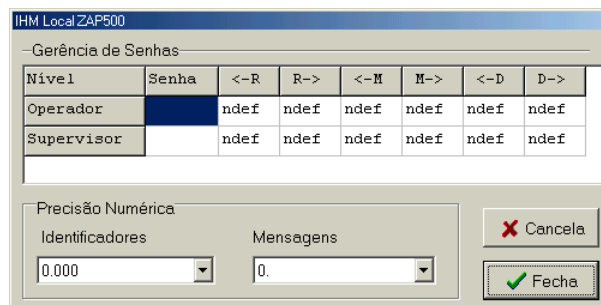 IHM Local ZAP500
Gerência de Senhas
Nível Senha <-R R-> <-M M-> <-D D->
Operador ndef ndef ndef ndef ndef ndef
Supervisor ndef ndef ndef ndef ndef ndef
Precisão Numérica
Identificadores Mensagens
0.000 0.
Cancela
Fecha